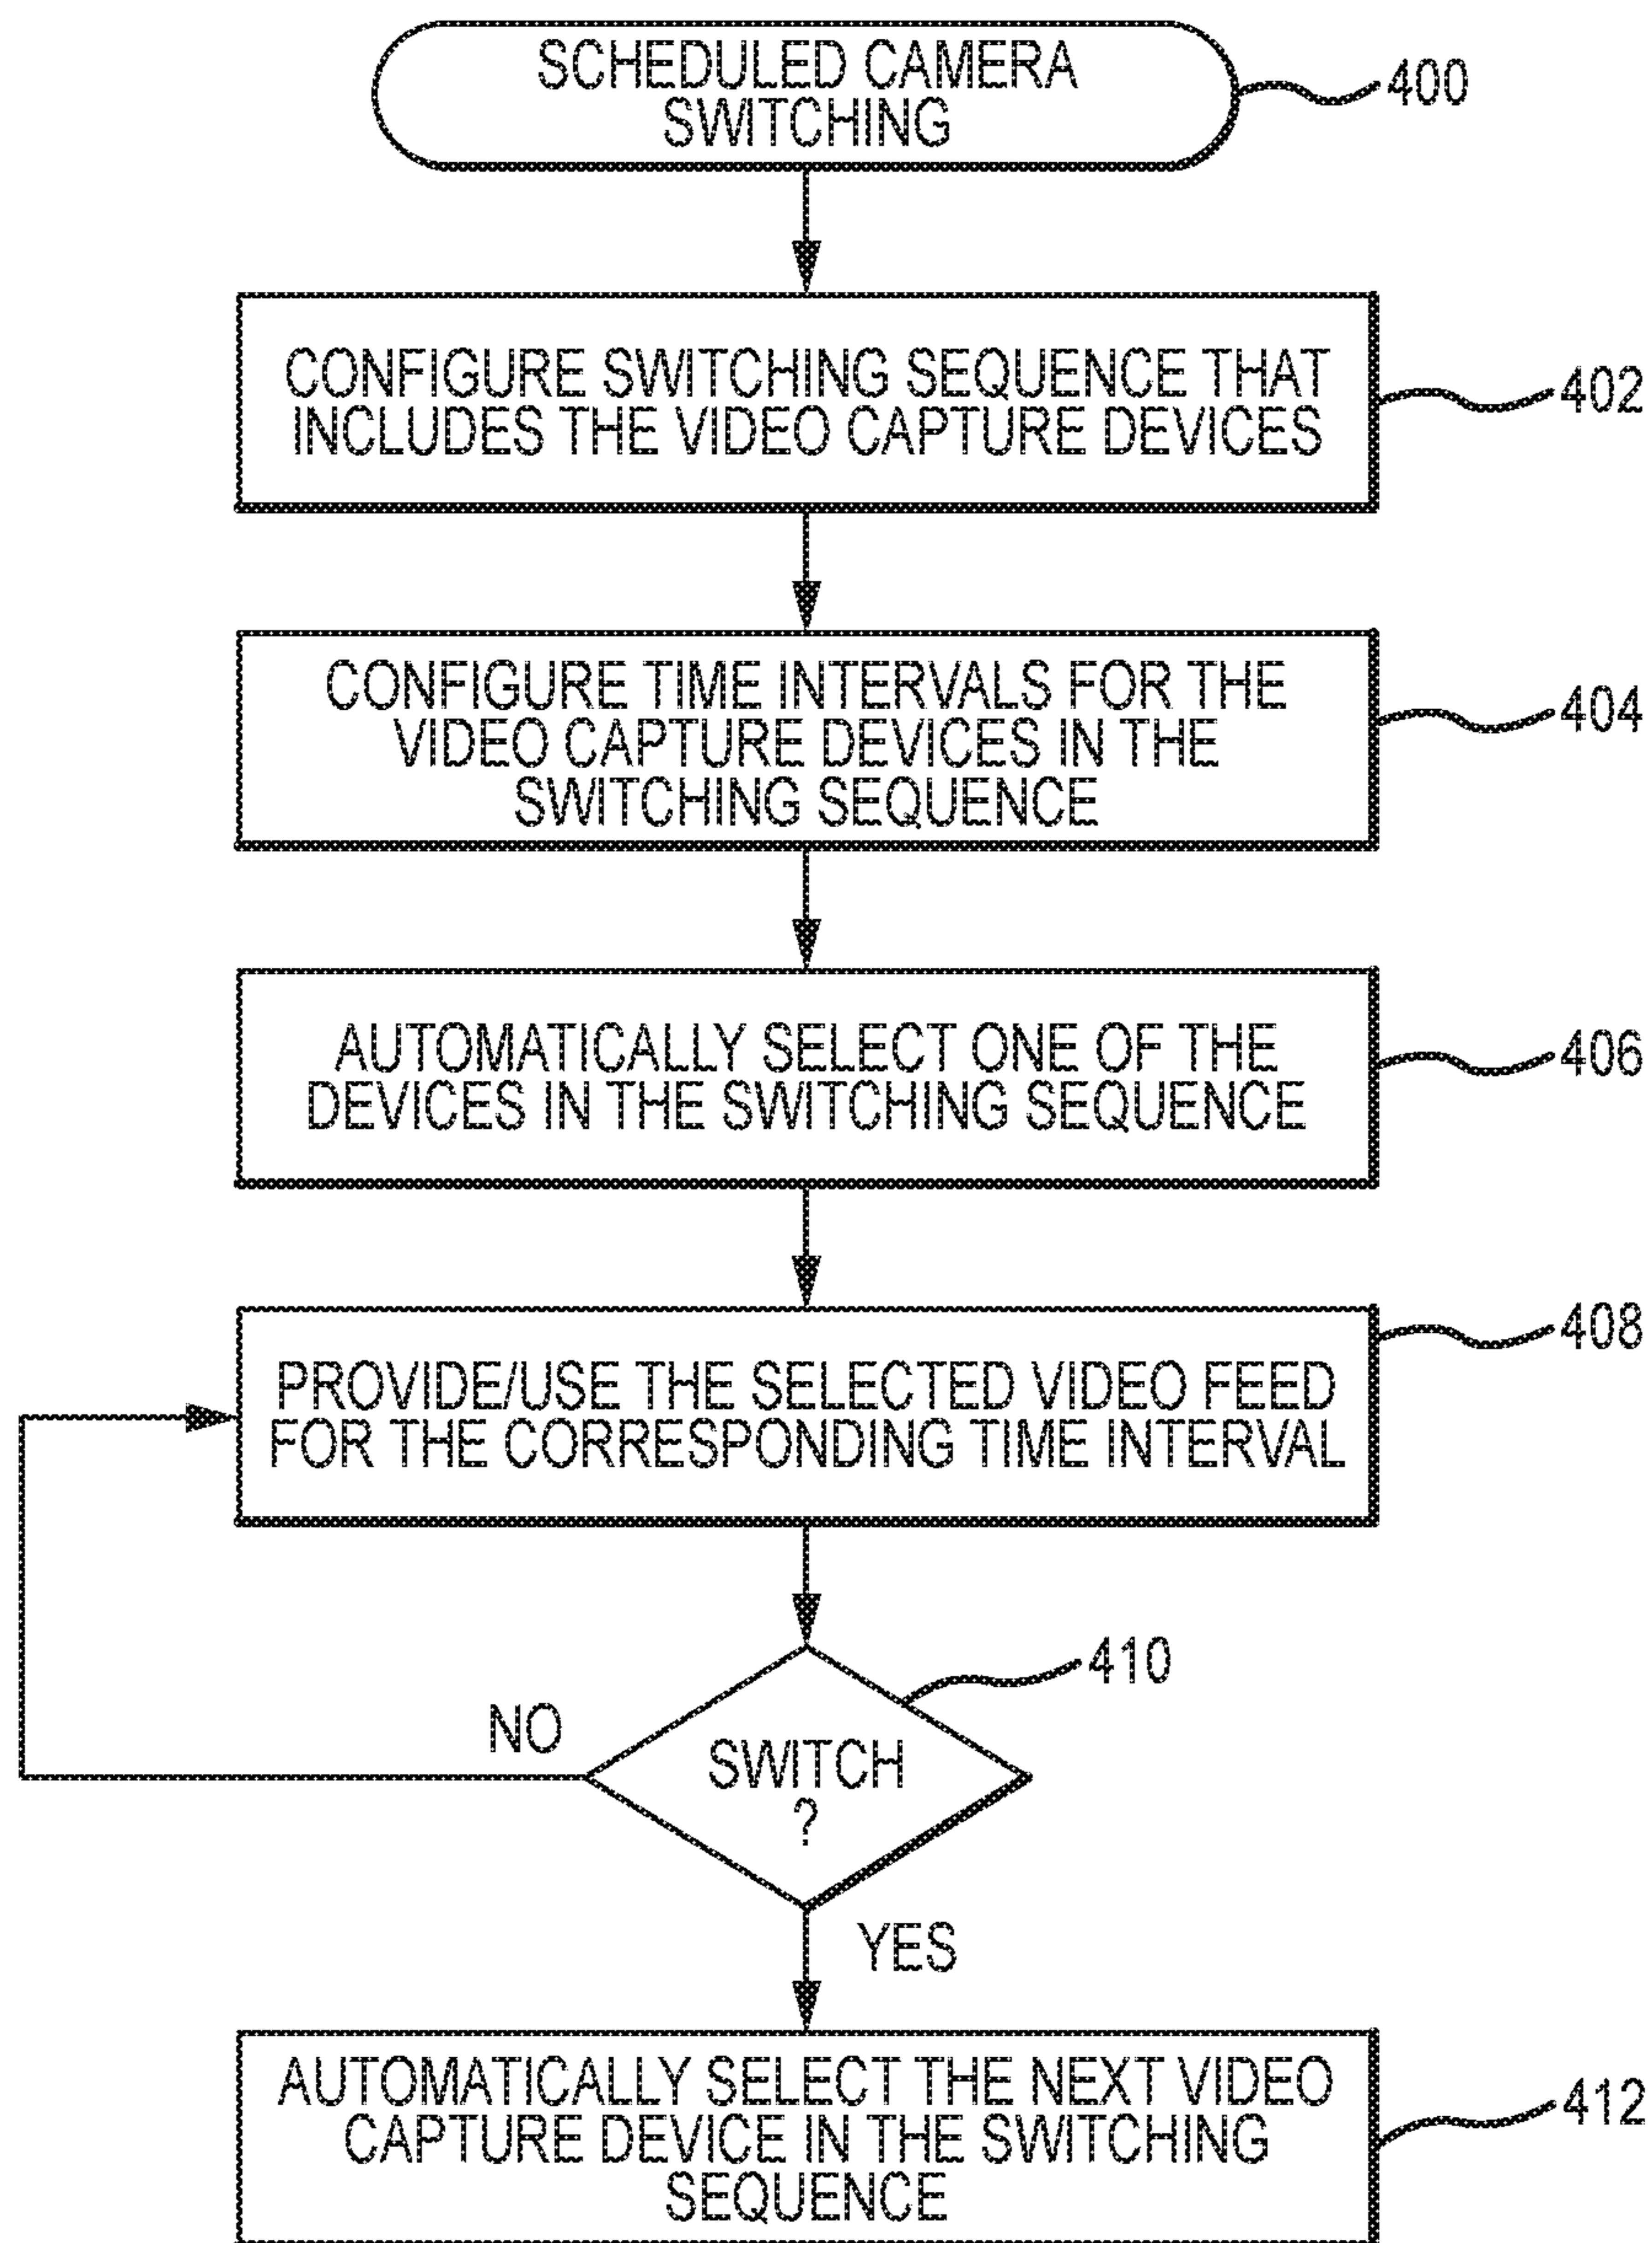 SCHEDULED CAMERA
SWITCHING
400
CONFIGURE SWITCHING SEQUENCE THAT
INCLUDES THE VIDEO CAPTURE DEVICES
402
CONFIGURE TIME INTERVALS FOR THE
VIDEO CAPTURE DEVICES IN THE
SWITCHING SEQUENCE
404
AUTOMATICALLY SELECT ONE OF THE
DEVICES IN THE SWITCHING SEQUENCE
406
PROVIDE/USE THE SELECTED VIDEO FEED
FOR THE CORRESPONDING TIME INTERVAL
408
410
NO
SWITCH
?
YES
AUTOMATICALLY SELECT THE NEXT VIDEO
CAPTURE DEVICE IN THE SWITCHING
SEQUENCE
412